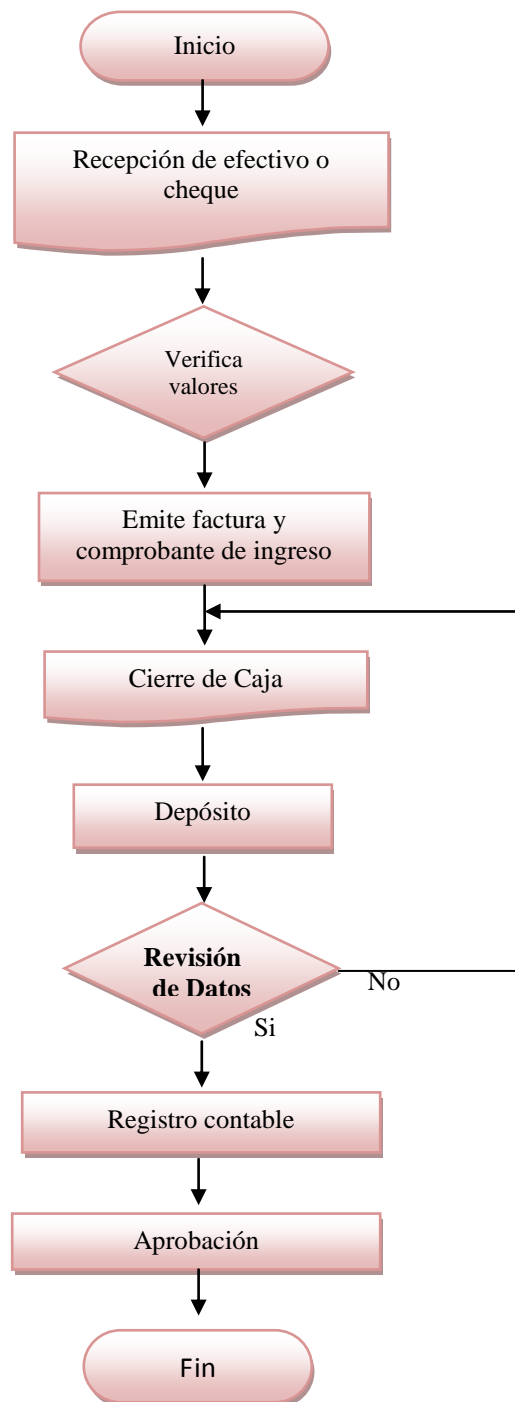 Inicio
Recepción de efectivo o
cheque
Verifica
valores
Emite factura y
comprobante de ingreso
Cierre de Caja
Depósito
Revisión
de Datos
No
Si
Registro contable
Aprobación
Fin